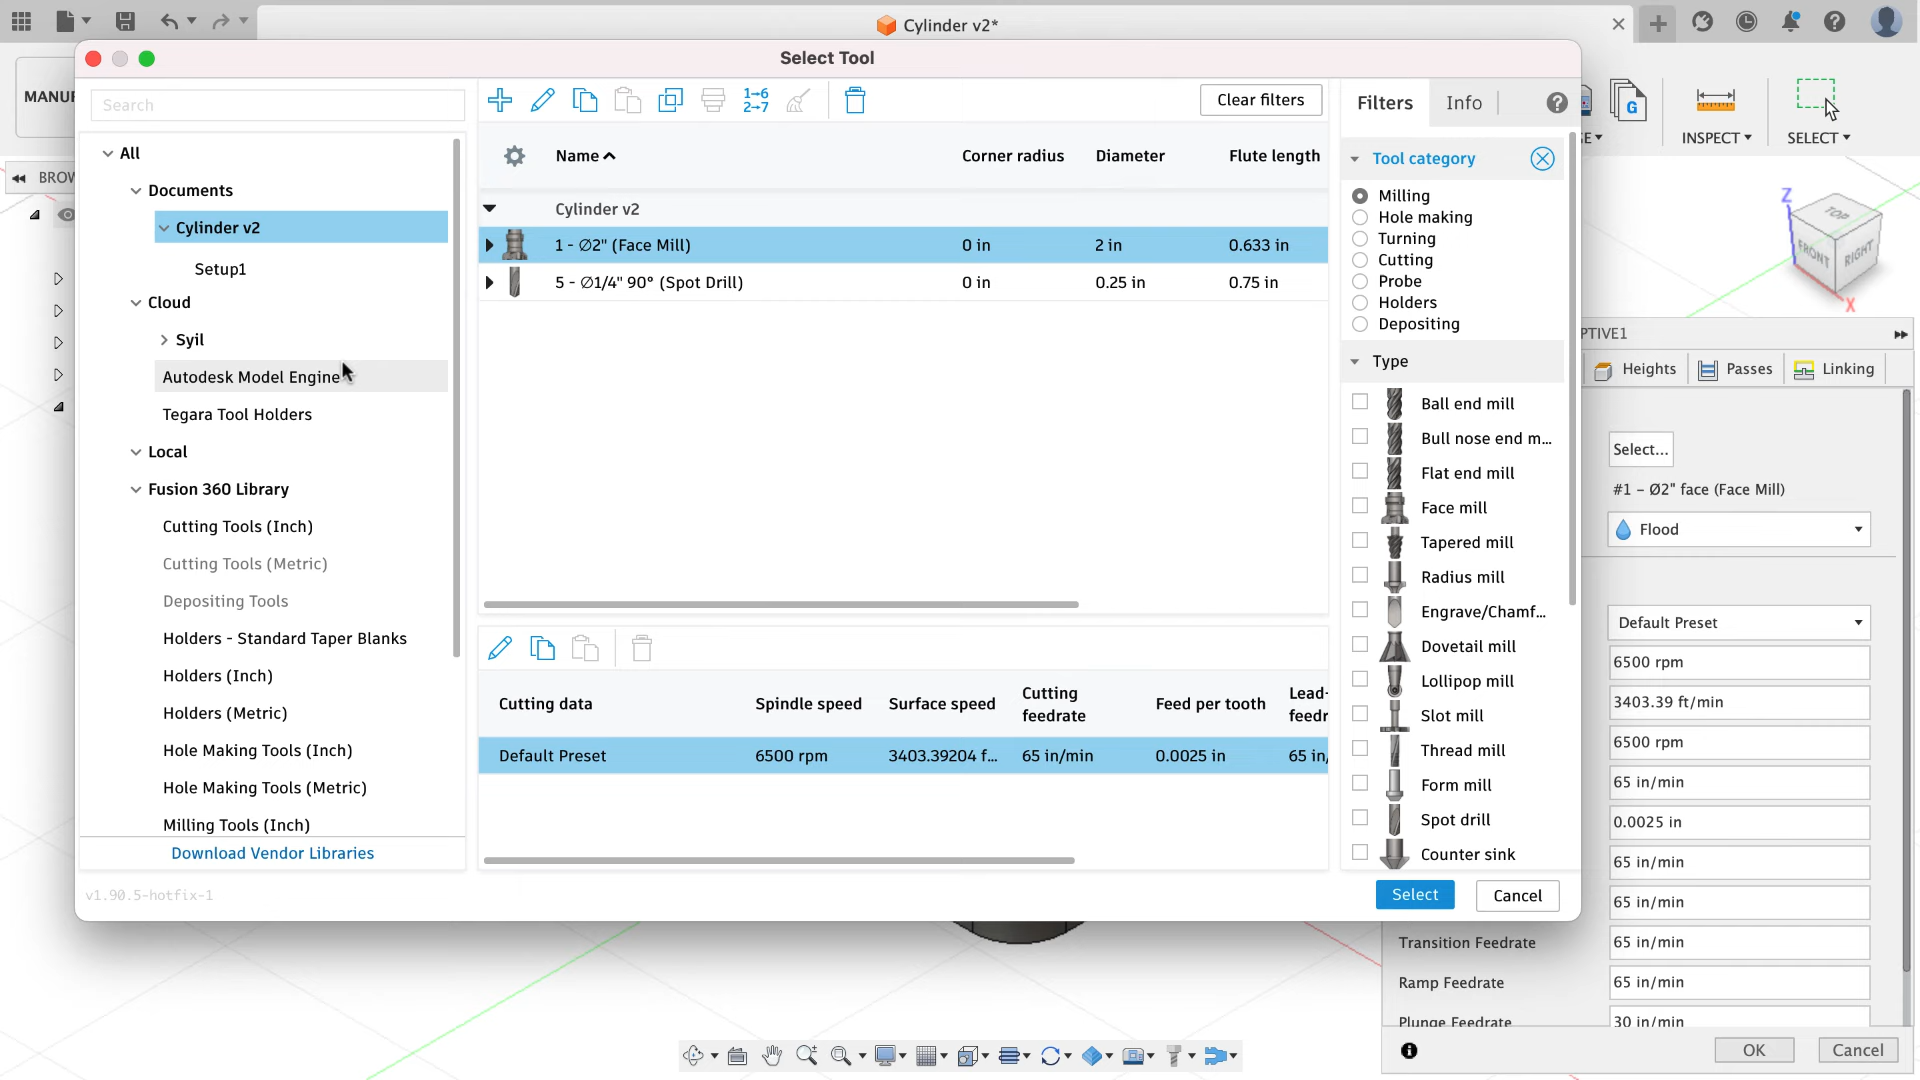 Cylinder v2*
Select Tool
MANUF
BROW
Search
All
Documents
Cylinder v2
Setup1
Cloud
Syil
Autodesk Model Engine
Tegara Tool Holders
Local
Fusion 360 Library
Cutting Tools (Inch)
Cutting Tools (Metric)
Depositing Tools
Holders - Standard Taper Blanks
Holders (Inch)
Holders (Metric)
Hole Making Tools (Inch)
Hole Making Tools (Metric)
Milling Tools (Inch)
Download Vendor Libraries
v1.90.5-hotfix-1
1→6
2→7
Clear filters
Name Corner radius Diameter Flute length
Cylinder v2
1 - Ø2" (Face Mill) 0 in 2 in 0.633 in
5 - Ø1/4" 90° (Spot Drill) 0 in 0.25 in 0.75 in
Cutting data Spindle speed Surface speed Cutting feedrate Feed per tooth Lead-
feedr
Default Preset 6500 rpm 3403.39204 f... 65 in/min 0.0025 in 65 in/
Filters Info
Tool category
Milling
Hole making
Turning
Cutting
Probe
Holders
Depositing
Type
Ball end mill
Bull nose end m...
Flat end mill
Face mill
Tapered mill
Radius mill
Engrave/Chamf...
Dovetail mill
Lollipop mill
Slot mill
Thread mill
Form mill
Spot drill
Counter sink
Select Cancel
G
SE INSPECT SELECT
Z
TOP
FRONT RIGHT
X
PTIVE1
Heights Passes Linking
Select...
#1 - Ø2" face (Face Mill)
Flood
Default Preset
6500 rpm
3403.39 ft/min
6500 rpm
65 in/min
0.0025 in
65 in/min
65 in/min
Transition Feedrate 65 in/min
Ramp Feedrate 65 in/min
Plunge Feedrate 30 in/min
OK Cancel